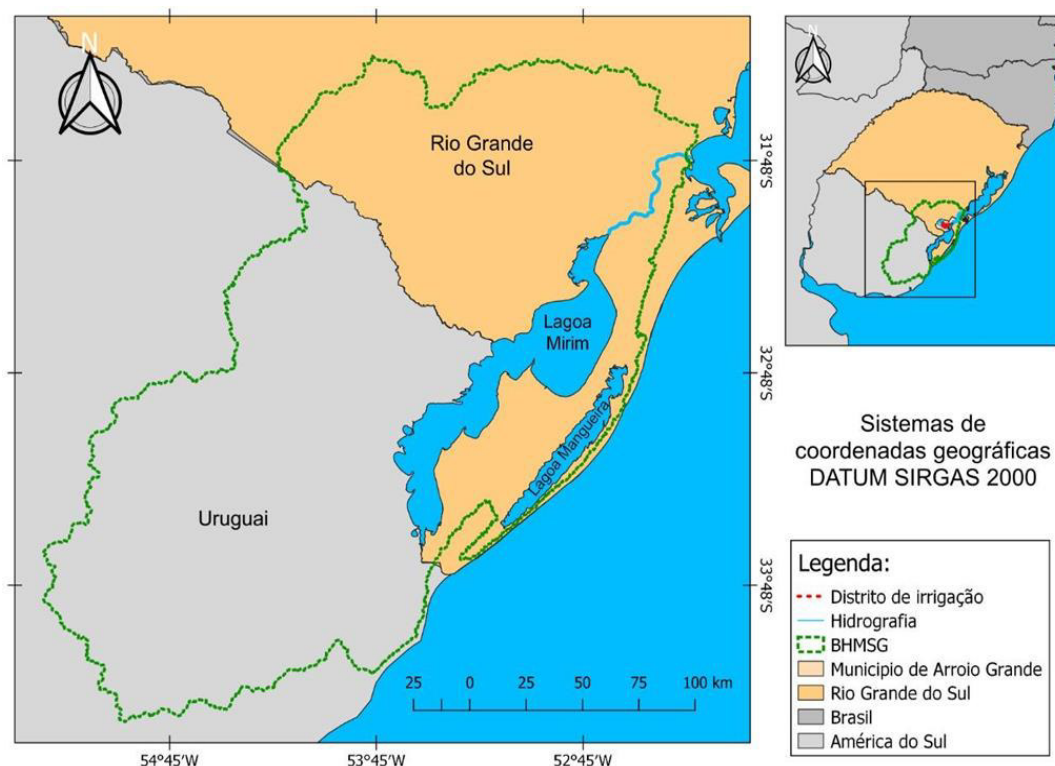 N
N
Rio Grande
do Sul
31°48'S
Lagoa
Mirim
32°48'S
Lagoa Mangueira
Uruguai
33°48'S
25 0 25 50 75 100 km
54°45'W 53°45'W 52°45'W
Sistemas de
coordenadas geográficas
DATUM SIRGAS 2000
Legenda:
Distrito de irrigação
Hidrografia
BHMSG
Municipio de Arroio Grande
Rio Grande do Sul
Brasil
América do Sul